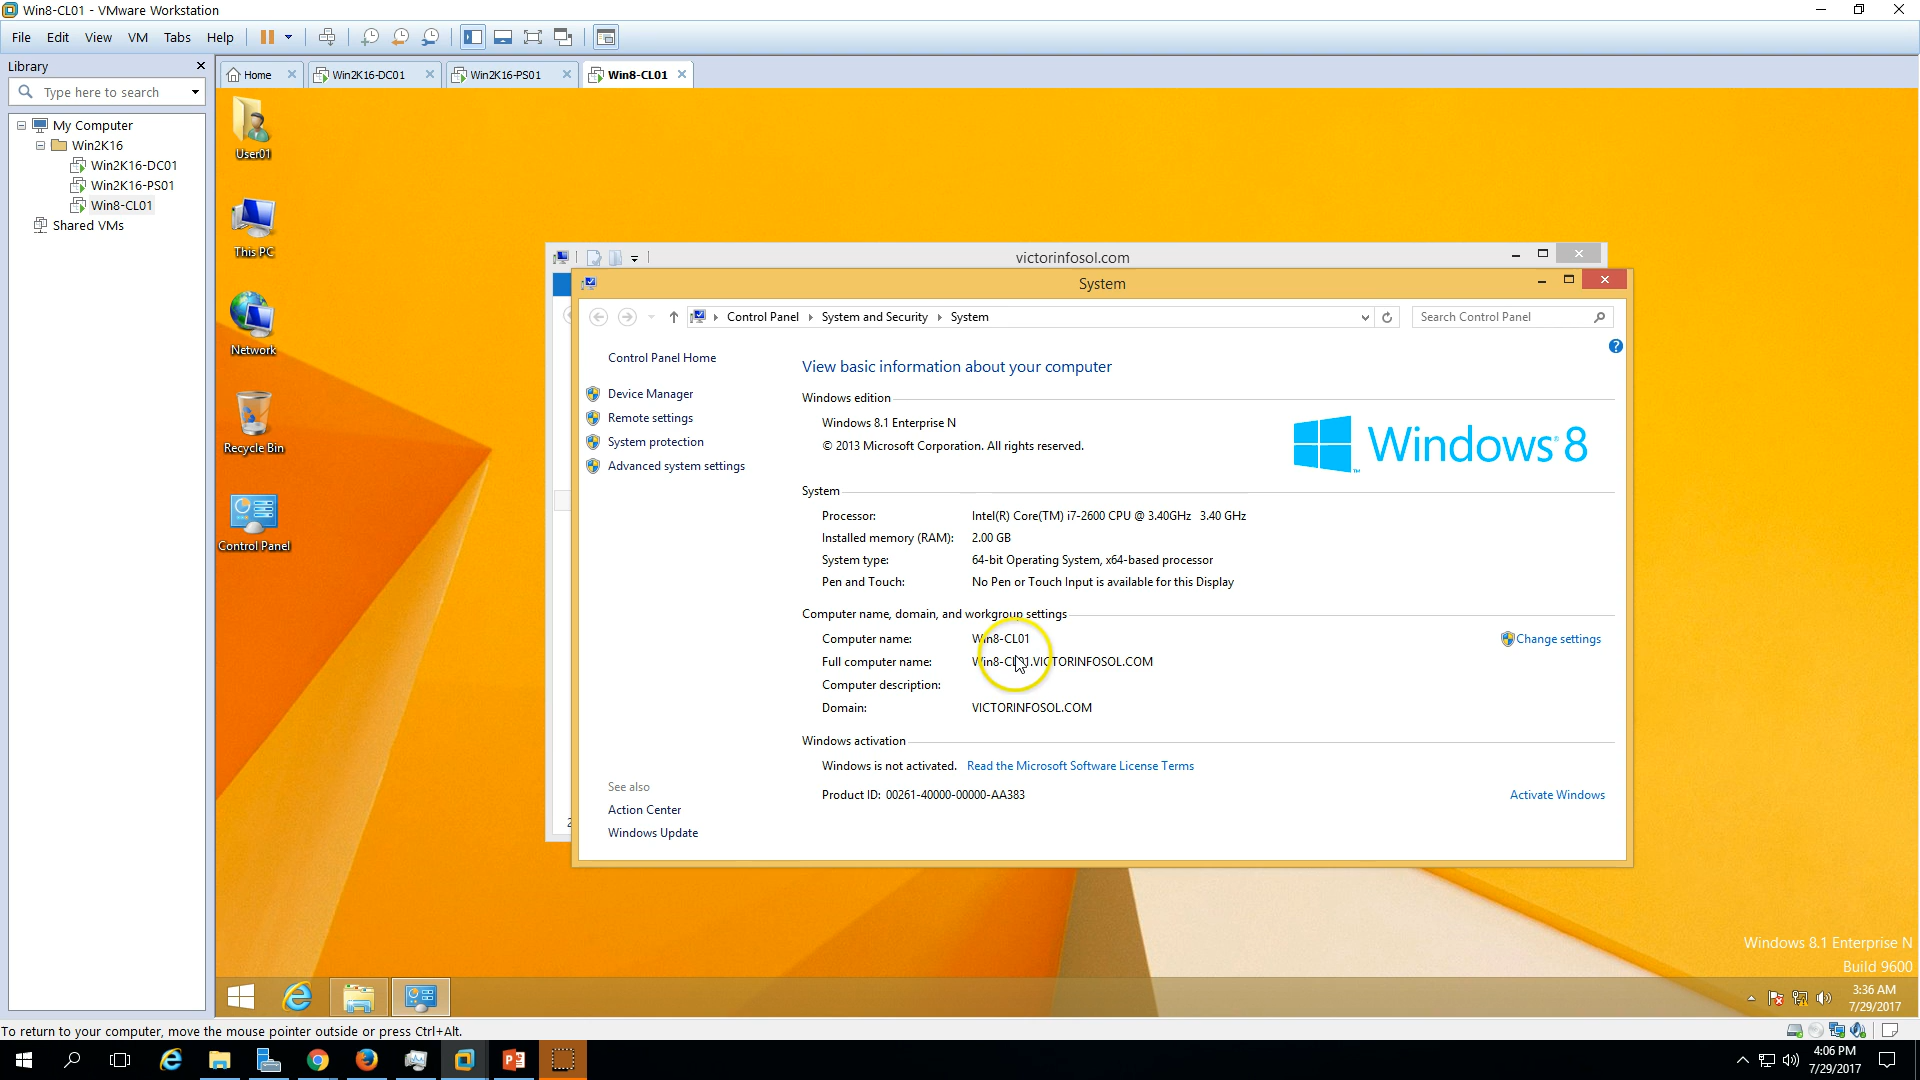 Win8-CL01 - VMware Workstation
File Edit View VM Tabs Help
Library
Type here to search
My Computer
Win2K16
Win2K16-DC01
Win2K16-PS01
Win8-CL01
Shared VMs
Home
Win2K16-DC01
Win2K16-PS01
Win8-CL01
User01
This PC
Network
Recycle Bin
Control Panel
victorinfosol.com
System
Control Panel System and Security System
Search Control Panel
Control Panel Home
Device Manager
Remote settings
System protection
Advanced system settings
See also
Action Center
Windows Update
View basic information about your computer
Windows edition
Windows 8.1 Enterprise N
© 2013 Microsoft Corporation. All rights reserved.
Windows 8
System
Processor: Intel(R) Core(TM) i7-2600 CPU @ 3.40GHz 3.40 GHz
Installed memory (RAM): 2.00 GB
System type: 64-bit Operating System, x64-based processor
Pen and Touch: No Pen or Touch Input is available for this Display
Computer name, domain, and workgroup settings
Computer name: Win8-CL01
Change settings
Full computer name: Win8-CL01.VICTORINFOSOL.COM
Computer description:
Domain: VICTORINFOSOL.COM
Windows activation
Windows is not activated. Read the Microsoft Software License Terms
Product ID: 00261-40000-00000-AA383
Activate Windows
Windows 8.1 Enterprise N
Build 9600
3:36 AM
7/29/2017
To return to your computer, move the mouse pointer outside or press Ctrl+Alt.
4:06 PM
7/29/2017